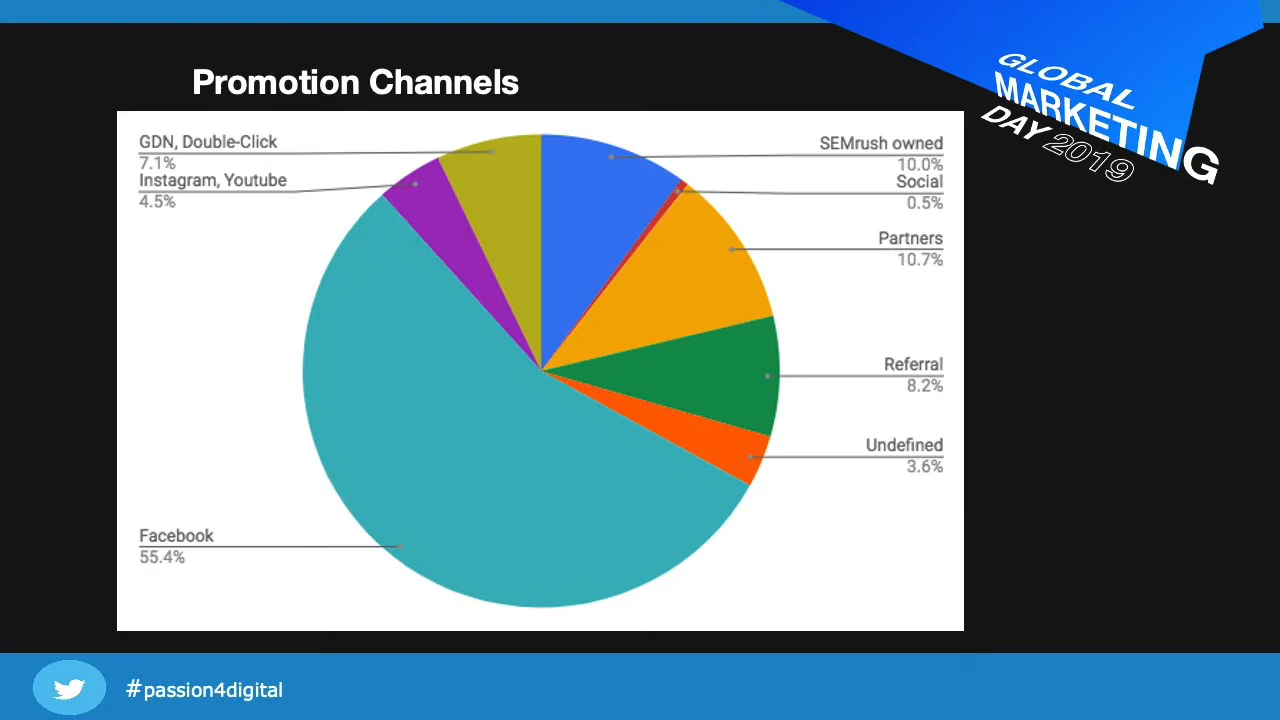 Promotion Channels
GLOBAL
MARKETING
DAY 2019
GDN, Double-Click
7.1%
Instagram, Youtube
4.5%
SEMrush owned
10.0%
Social
0.5%
Partners
10.7%
Referral
8.2%
Undefined
3.6%
Facebook
55.4%
#passion4digital